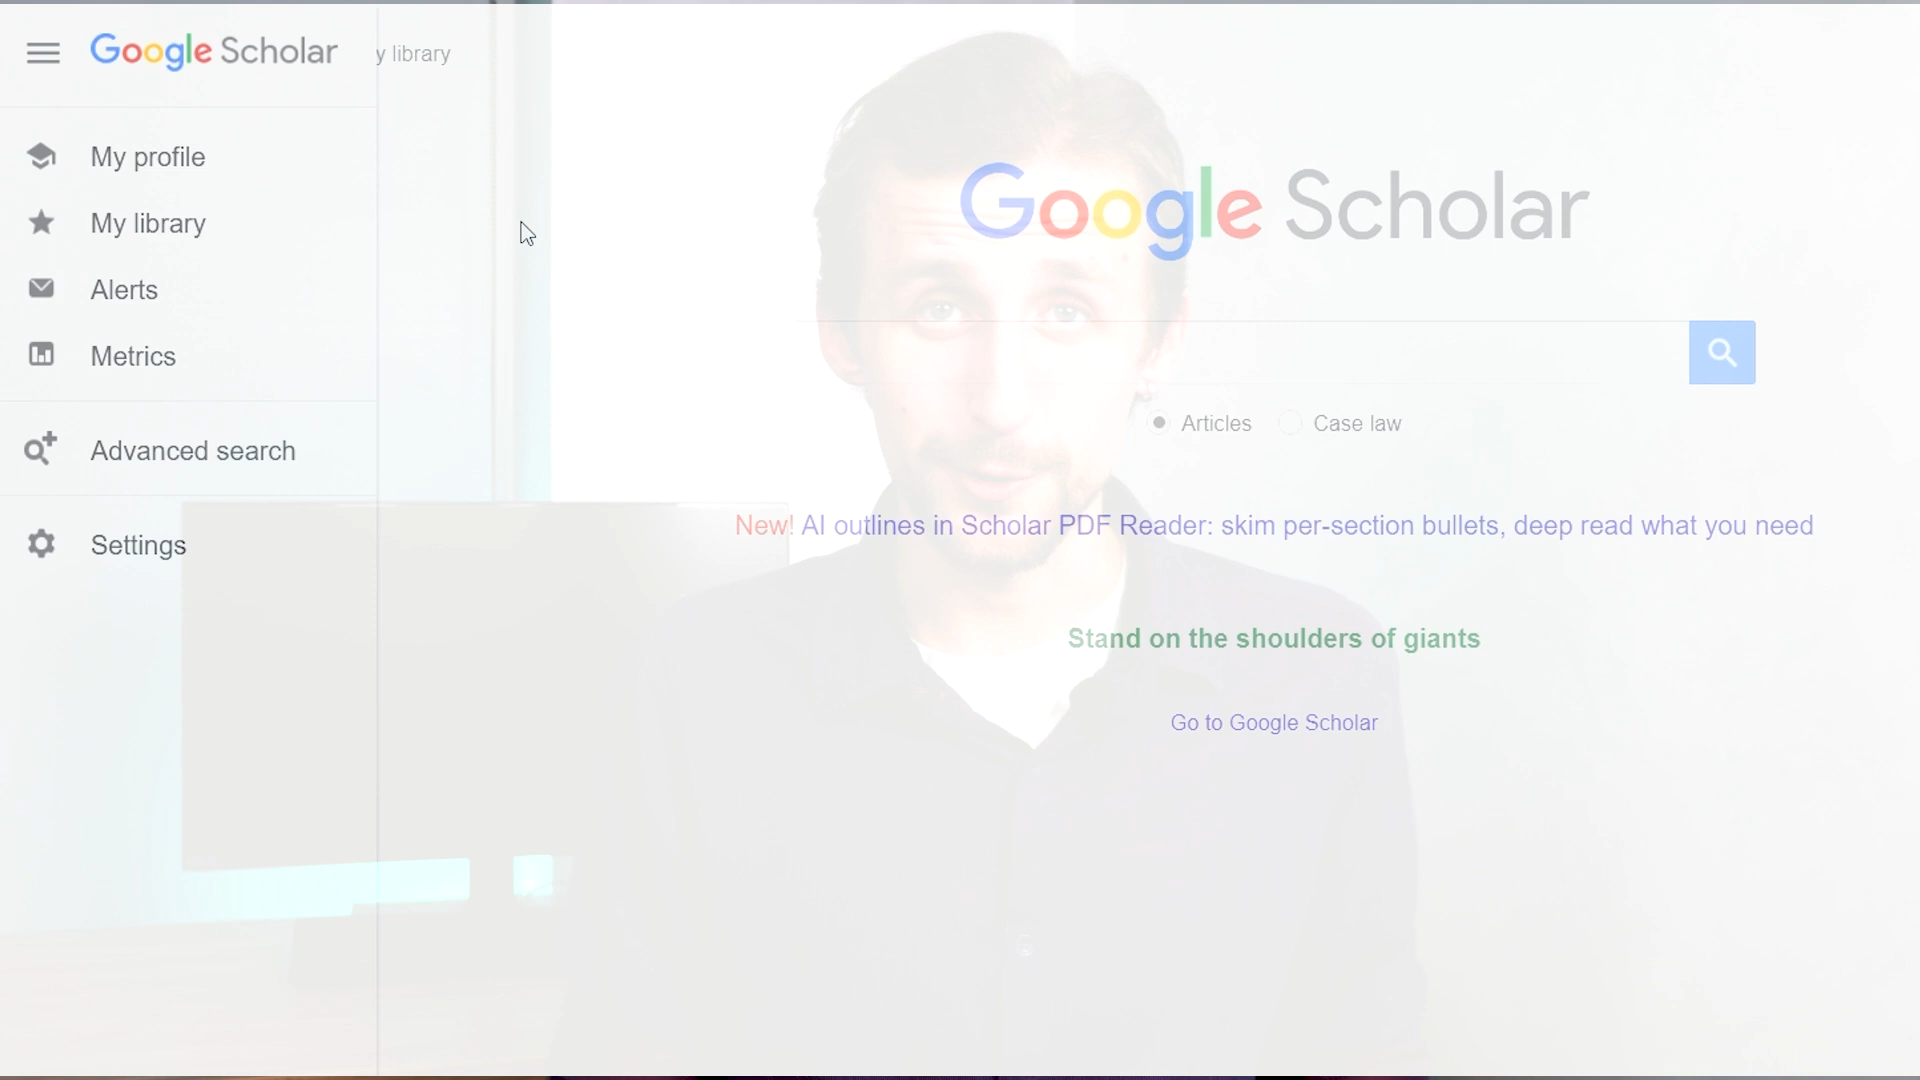 Google Scholar
y library
My profile
My library
Alerts
Metrics
Advanced search
Settings
Google Scholar
Articles
Case law
New! AI outlines in Scholar PDF Reader: skim per-section bullets, deep read what you need
Stand on the shoulders of giants
Go to Google Scholar